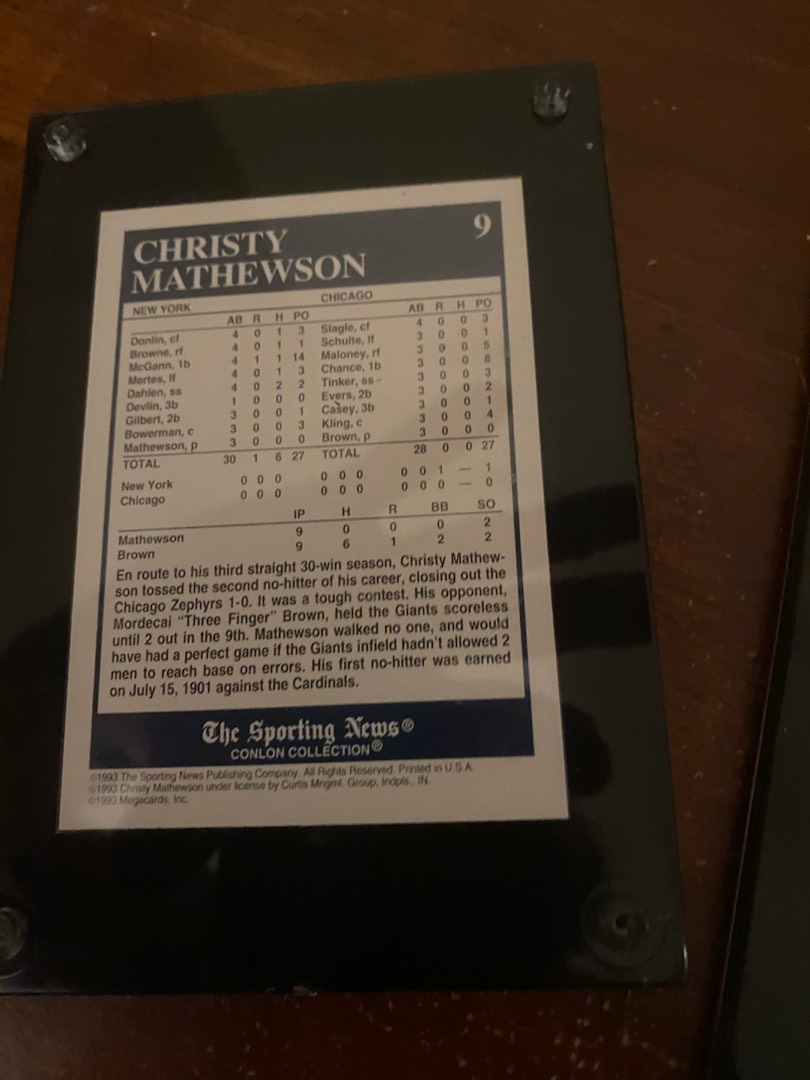 CHRISTY
MATHEWSON
9
NEW YORK CHICAGO
AB R H PO AB R H PO
Donlin, cf 4 0 1 3 Slagle, cf 4 0 0 3
Browne, rf 4 0 1 1 Schulte, lf 3 0 0 1
McGann, 1b 4 1 1 14 Maloney, rf 3 0 0 5
Mertes, lf 4 0 1 3 Chance, 1b 3 0 0 8
Dahlen, ss 4 0 2 2 Tinker, ss 3 0 0 3
Devlin, 3b 1 0 0 0 Evers, 2b 3 0 0 2
Gilbert, 2b 3 0 0 1 Casey, 3b 3 0 0 1
Bowerman, c 3 0 0 3 Kling, c 3 0 0 4
Mathewson, p 3 0 0 0 Brown, p 3 0 0 0
TOTAL 30 1 6 27 TOTAL 28 0 0 27
New York 0 0 0 0 0 0 0 0 1 — 1
Chicago 0 0 0 0 0 0 0 0 0 — 0
IP H R BB SO
Mathewson 9 0 0 0 2
Brown 9 6 1 2 2
En route to his third straight 30-win season, Christy Mathew-
son tossed the second no-hitter of his career, closing out the
Chicago Zephyrs 1-0. It was a tough contest. His opponent,
Mordecai "Three Finger" Brown, held the Giants scoreless
until 2 out in the 9th. Mathewson walked no one, and would
have had a perfect game if the Giants infield hadn't allowed 2
men to reach base on errors. His first no-hitter was earned
on July 15, 1901 against the Cardinals.
The Sporting News®
CONLON COLLECTION®
©1993 The Sporting News Publishing Company. All Rights Reserved. Printed in U.S.A.
©1993 Christy Mathewson under license by Curtis Mngmt. Group, Indpls., IN.
©1993 Megacards, Inc.